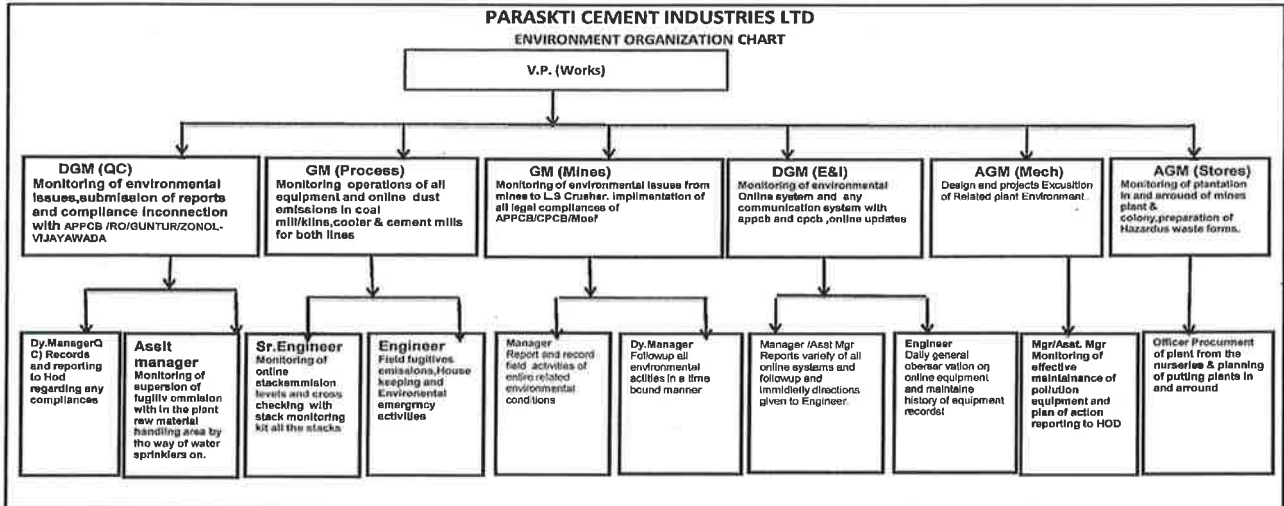 PARASKTI CEMENT INDUSTRIES LTD
ENVIRONMENT ORGANIZATION CHART
V.P. (Works)
DGM (QC)
Monitoring of environmental
issues,submission of reports
and compliance inconnection
with APPCB /RO/GUNTUR/ZONOL-
VIJAYAWADA
GM (Process)
Monitoring operations of all
equipment and online dust
emissions in coal
mill/kilns,cooler & cement mills
for both lines
GM (Mines)
Monitoring of environmental issues from
mines to L.S Crusher. implimentation of
all legal compliances of
APPCB/CPCB/Moef
DGM (E&I)
Monitoring of environmental
Online system and any
communication system with
appcb and cpcb ,online updates
AGM (Mech)
Design and projects Excusition
of Related plant Environment
AGM (Stores)
Monitoring of plantation
in and arround of mines
plant &
colony,preparation of
Hazardus waste forms.
Dy.ManagerQ
C) Records
and reporting
to Hod
regarding any
compliances
Assit
manager
Monitoring of
supersion of
fugitiv ommision
with in the plant
raw material
handling area by
the way of water
sprinklers on.
Sr.Engineer
Monitoring of
online
stackemmision
levels and cross
checking with
stack monitoring
kit all the stacks
Engineer
Field fugitives
emissions,House
keeping and
Environental
emergrncy
activities
Manager
Report and record
field activities of
entire related
environmental
conditions
Dy.Manager
Followup all
environmental
actities in a time
bound manner
Manager /Asst Mgr
Reports variety of all
online systems and
followup and
immidielly directions
given to Engineer.
Engineer
Daily general
obersar vation on
online equipment
and maintaine
history of equipment
records!
Mgr/Asst. Mgr
Monitoring of
effective
maintainance of
pollution
equipment and
plan of action
reporting to HOD
Officer Procurment
of plant from the
nurseries & planning
of putting plants in
and arround